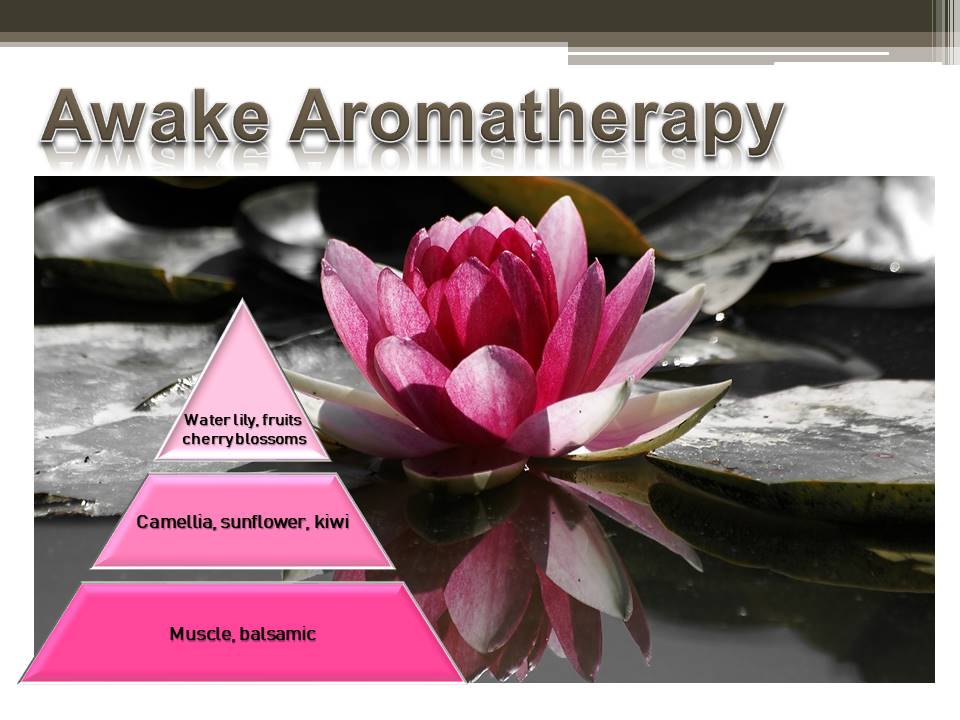 Awake Aromatherapy
Water lily, fruits
cherry blossoms
Camellia, sunflower, kiwi
Muscle, balsamic